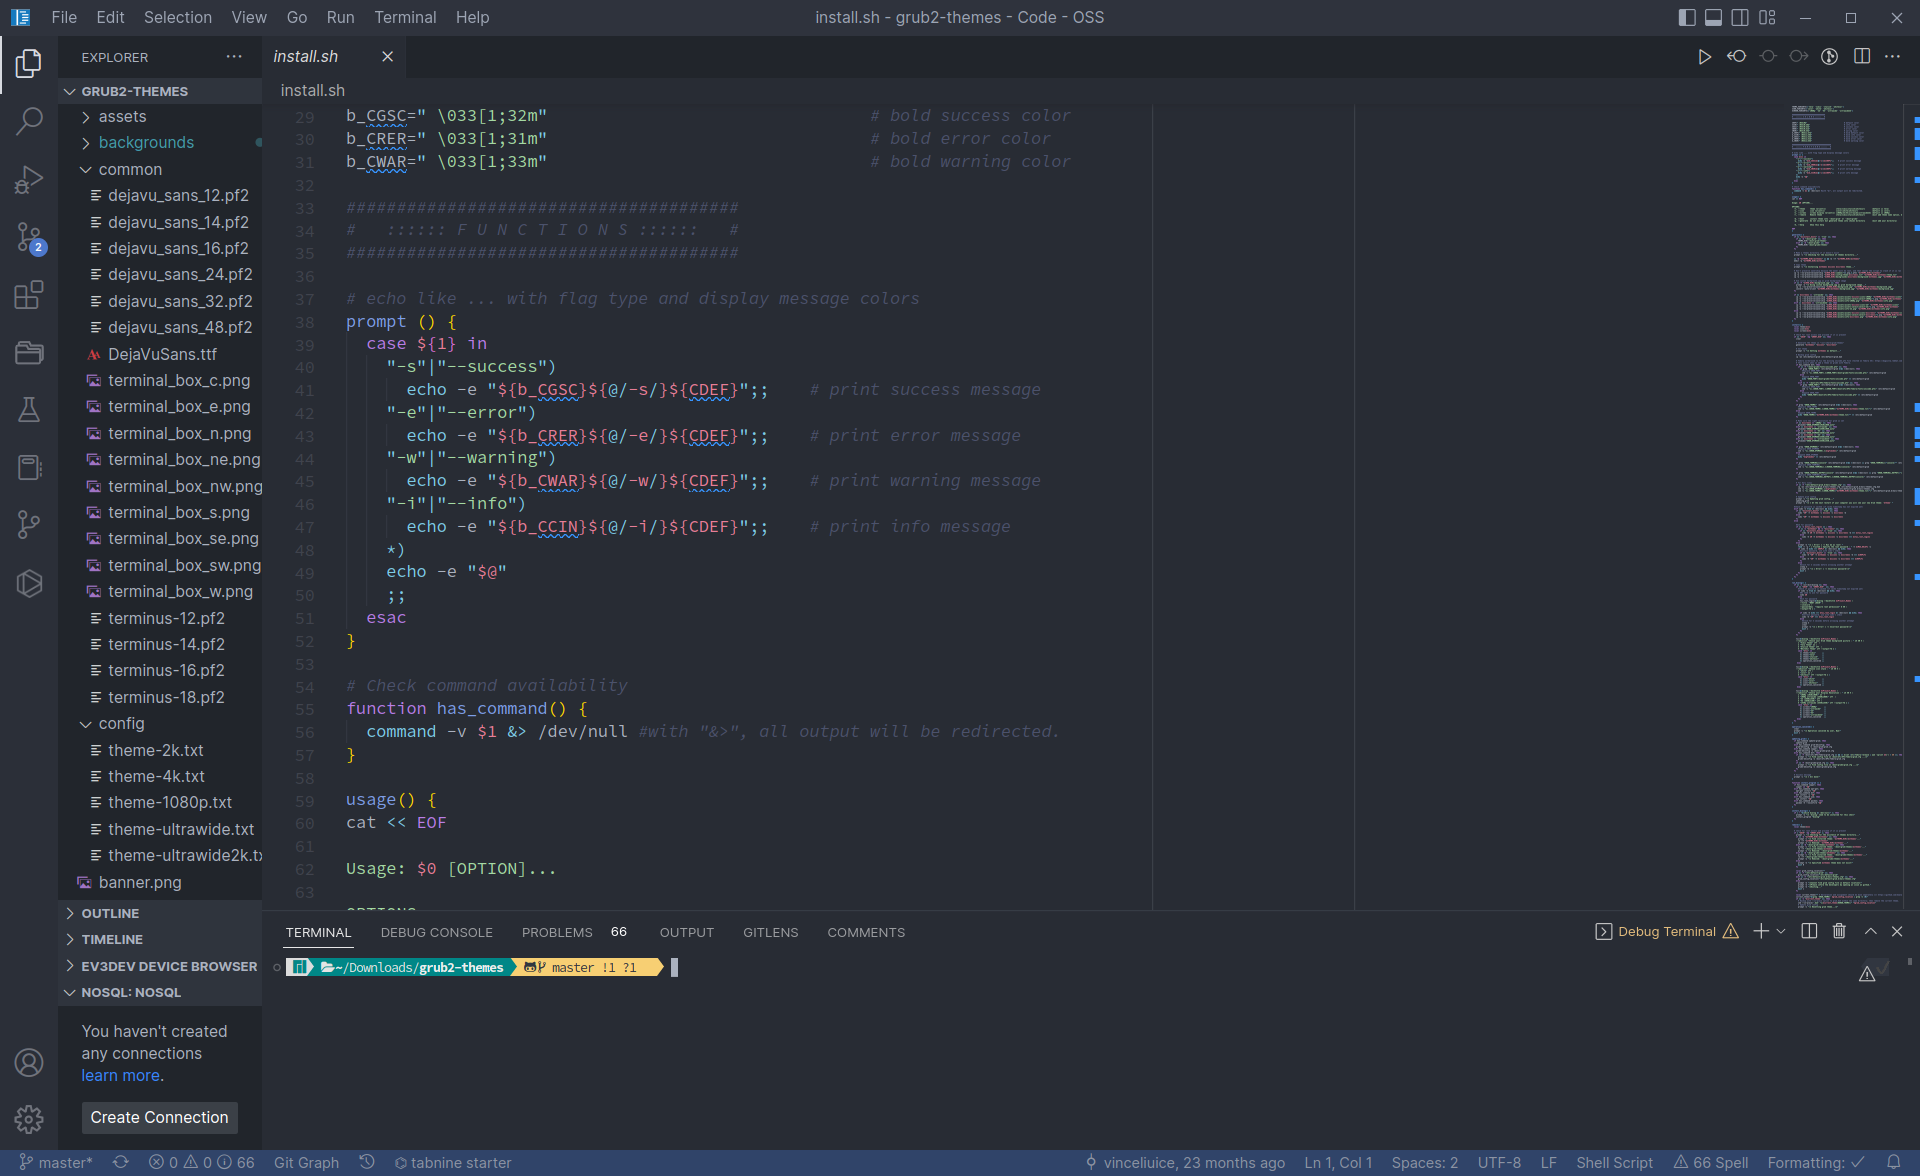 File Edit Selection View Go Run Terminal Help
install.sh - grub2-themes - Code - OSS
EXPLORER
GRUB2-THEMES
assets
backgrounds
common
dejavu_sans_12.pf2
dejavu_sans_14.pf2
dejavu_sans_16.pf2
dejavu_sans_24.pf2
dejavu_sans_32.pf2
dejavu_sans_48.pf2
DejaVuSans.ttf
terminal_box_c.png
terminal_box_e.png
terminal_box_n.png
terminal_box_ne.png
terminal_box_nw.png
terminal_box_s.png
terminal_box_se.png
terminal_box_sw.png
terminal_box_w.png
terminus-12.pf2
terminus-14.pf2
terminus-16.pf2
terminus-18.pf2
config
theme-2k.txt
theme-4k.txt
theme-1080p.txt
theme-ultrawide.txt
theme-ultrawide2k.tx
banner.png
OUTLINE
TIMELINE
EV3DEV DEVICE BROWSER
NOSQL: NOSQL
You haven't created
any connections
learn more.
Create Connection
2
install.sh
install.sh
29 b_CGSC=" \033[1;32m" # bold success color
30 b_CRER=" \033[1;31m" # bold error color
31 b_CWAR=" \033[1;33m" # bold warning color
32
33 #######################################
34 #   :::::: F U N C T I O N S ::::::   #
35 #######################################
36
37 # echo like ... with flag type and display message colors
38 prompt () {
39 case ${1} in
40 "-s"|"--success")
41 echo -e "${b_CGSC}${@/-s/}${CDEF}";; # print success message
42 "-e"|"--error")
43 echo -e "${b_CRER}${@/-e/}${CDEF}";; # print error message
44 "-w"|"--warning")
45 echo -e "${b_CWAR}${@/-w/}${CDEF}";; # print warning message
46 "-i"|"--info")
47 echo -e "${b_CCIN}${@/-i/}${CDEF}";; # print info message
48 *)
49 echo -e "$@"
50 ;;
51 esac
52 }
53
54 # Check command availability
55 function has_command() {
56 command -v $1 &> /dev/null #with "&>", all output will be redirected.
57 }
58
59 usage() {
60 cat << EOF
61
62 Usage: $0 [OPTION]...
63
TERMINAL DEBUG CONSOLE PROBLEMS 66 OUTPUT GITLENS COMMENTS
Debug Terminal
~/Downloads/grub2-themes master !1 ?1
master* 0 0 66 Git Graph tabnine starter
vinceliuice, 23 months ago Ln 1, Col 1 Spaces: 2 UTF-8 LF Shell Script 66 Spell Formatting: